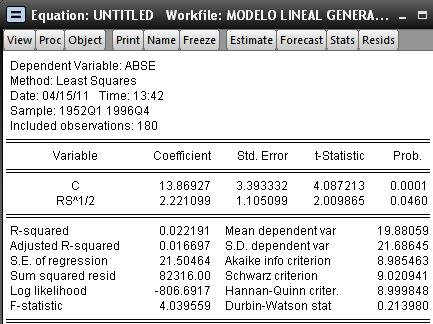 Equation: UNTITLED Workfile: MODELO LINEAL GENERA...
View Proc Object Print Name Freeze Estimate Forecast Stats Resids
Dependent Variable: ABSE
Method: Least Squares
Date: 04/15/11 Time: 13:42
Sample: 1952Q1 1996Q4
Included observations: 180
Variable Coefficient Std. Error t-Statistic Prob.
C 13.86927 3.393332 4.087213 0.0001
RS^1/2 2.221099 1.105099 2.009865 0.0460
R-squared 0.022191 Mean dependent var 19.88059
Adjusted R-squared 0.016697 S.D. dependent var 21.68645
S.E. of regression 21.50464 Akaike info criterion 8.985463
Sum squared resid 82316.00 Schwarz criterion 9.020941
Log likelihood -806.6917 Hannan-Quinn criter. 8.999848
F-statistic 4.039559 Durbin-Watson stat 0.213980